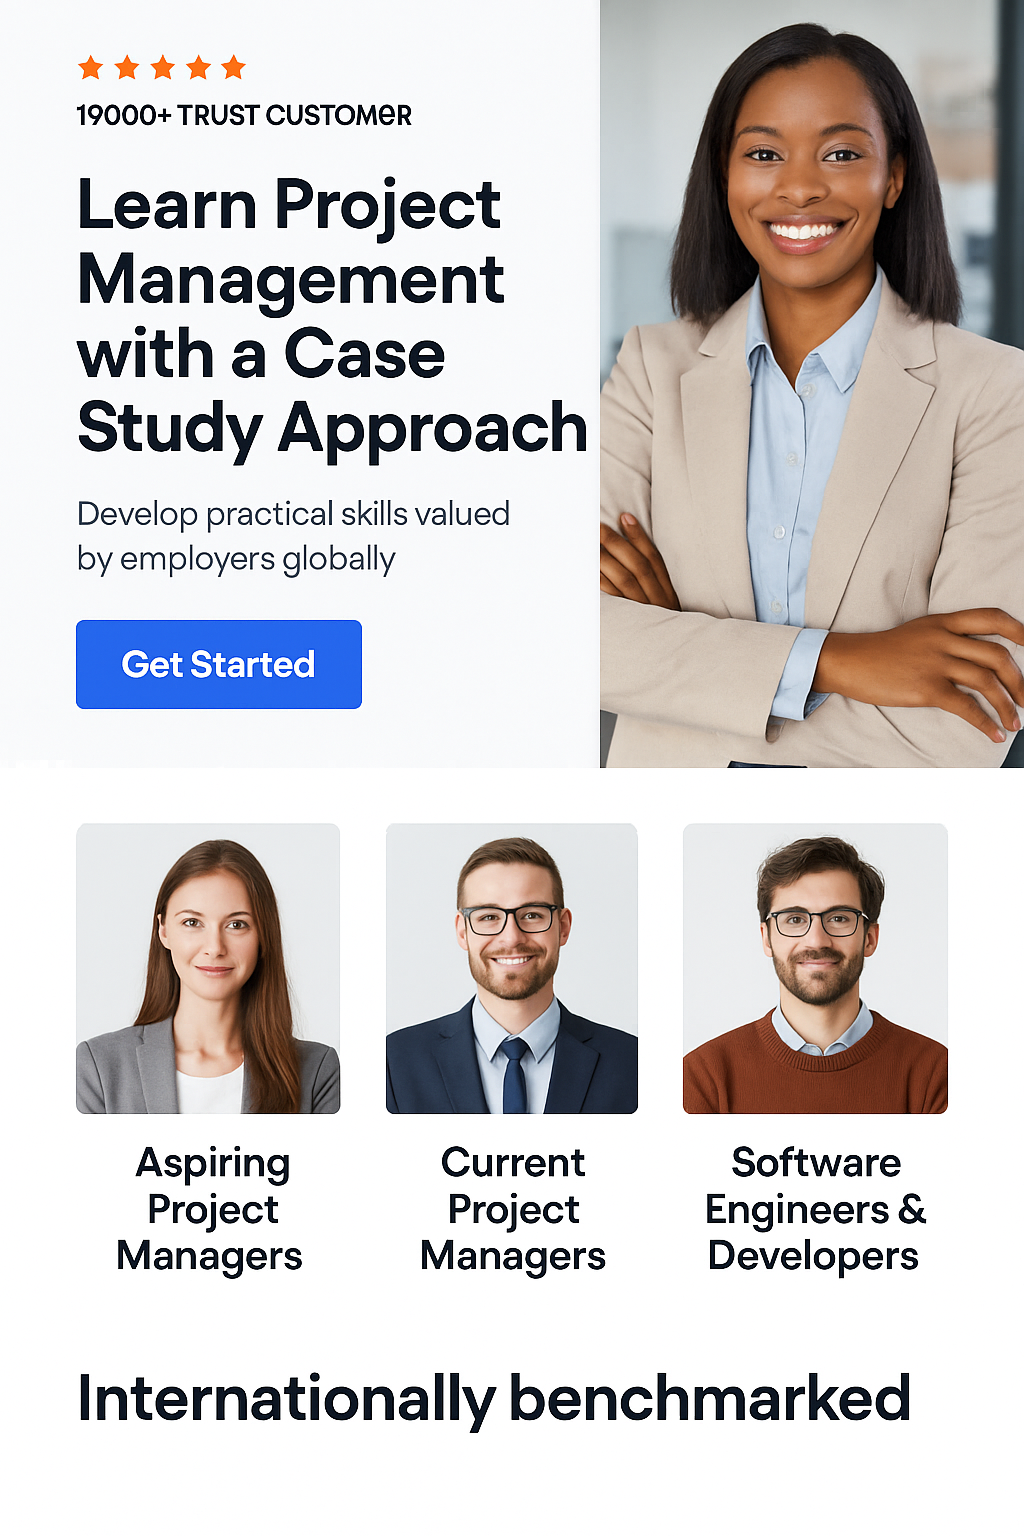 19000+ TRUST CUSTOMeR
Learn Project
Management
with a Case
Study Approach
Develop practical skills valued
by employers globally
Get Started
Aspiring
Project
Managers
Current
Project
Managers
Software
Engineers &
Developers
Internationally benchmarked